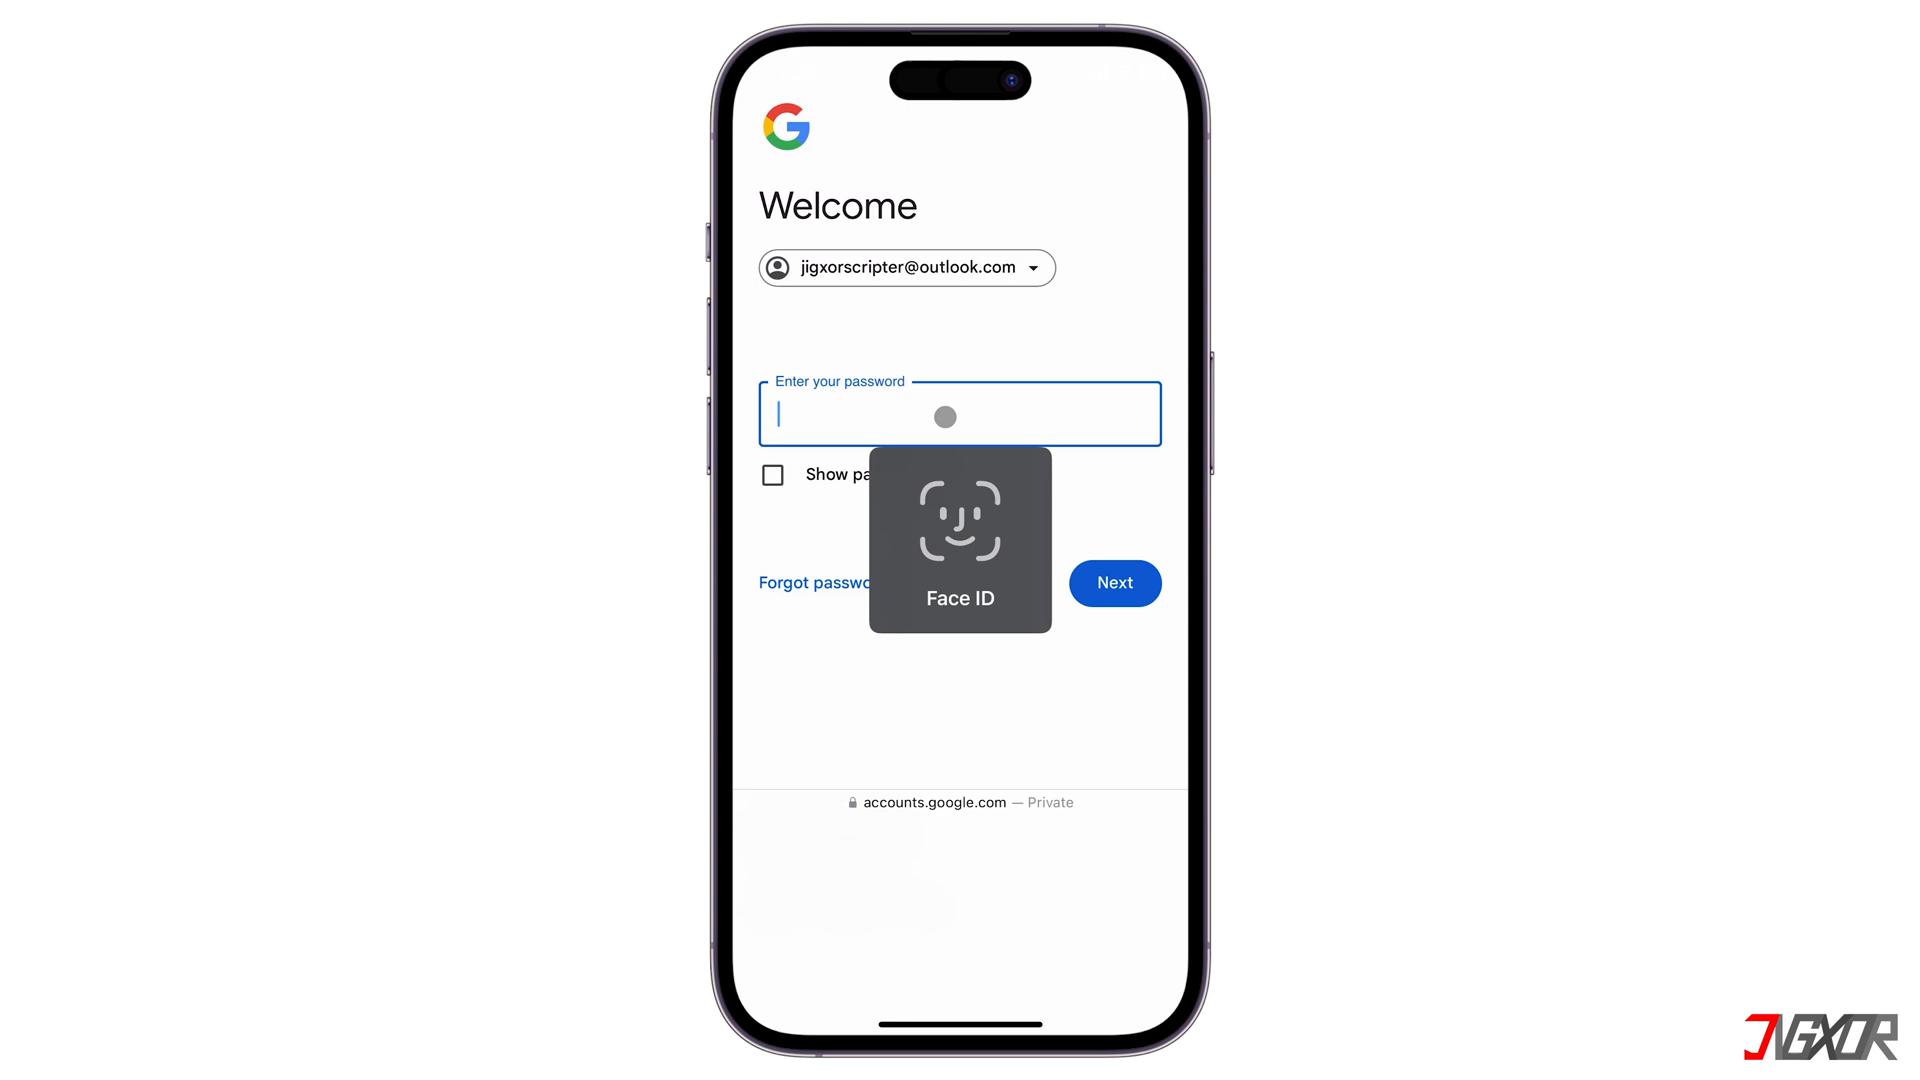 Welcome
jigxorscripter@outlook.com
Enter your password
Show pa
Forgot passwo
Next
Face ID
accounts.google.com — Private
JIGXOR